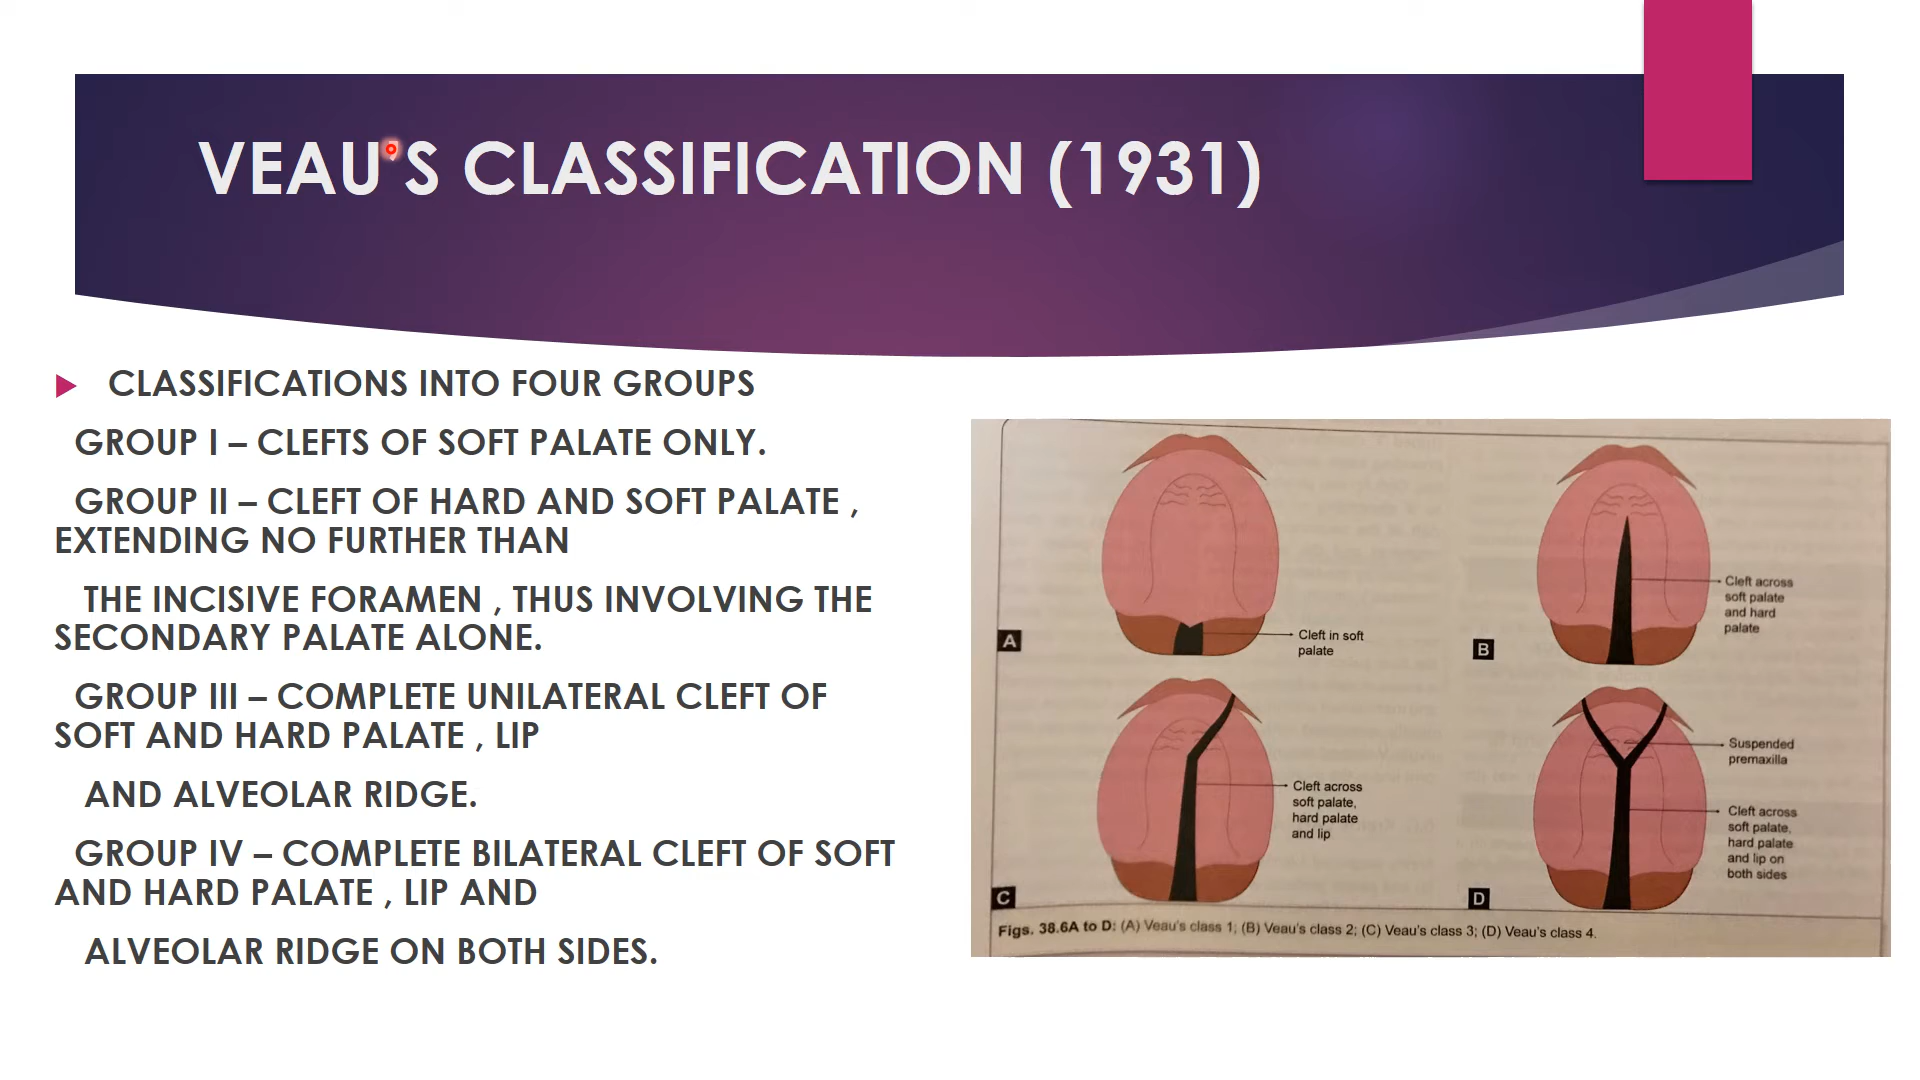 VEAU'S CLASSIFICATION (1931)
CLASSIFICATIONS INTO FOUR GROUPS
GROUP I – CLEFTS OF SOFT PALATE ONLY.
GROUP II – CLEFT OF HARD AND SOFT PALATE ,
EXTENDING NO FURTHER THAN
THE INCISIVE FORAMEN , THUS INVOLVING THE
SECONDARY PALATE ALONE.
GROUP III – COMPLETE UNILATERAL CLEFT OF
SOFT AND HARD PALATE , LIP
AND ALVEOLAR RIDGE.
GROUP IV – COMPLETE BILATERAL CLEFT OF SOFT
AND HARD PALATE , LIP AND
ALVEOLAR RIDGE ON BOTH SIDES.
A
Cleft in soft
palate
B
Cleft across
soft palate
and hard
palate
C
Cleft across
soft palate,
hard palate
and lip
D
Suspended
premaxilla
Cleft across
soft palate,
hard palate
and lip on
both sides
Figs. 38.6A to D: (A) Veau's class 1; (B) Veau's class 2; (C) Veau's class 3; (D) Veau's class 4.